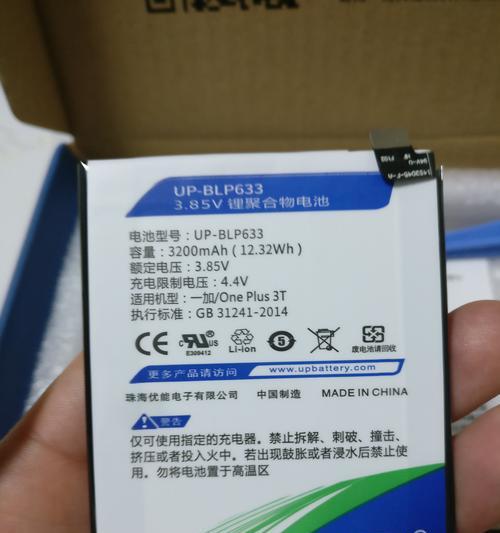 94V-0
UP-BLP633
3.85V 锂聚合物电池
电池型号：UP-BLP633
容量：3200mAh ( 12.32Wh )
额定电压：3.85V
充电限制电压：4.4V
适用机型：一加/One Plus 3T
执行标准：GB 31241-2014
CE
c RU us
E309412
Li-ion
5
废电池请回收
更多产品请访问
www.upbattery.com
珠海优能电子有限公司 中国制造 MADE IN CHINA
警告
仅可使用指定的充电器。禁止拆解、刺破、撞击、
挤压或者投入火中。若出现鼓胀或者浸水后禁止使
用。勿将电池置于高温区